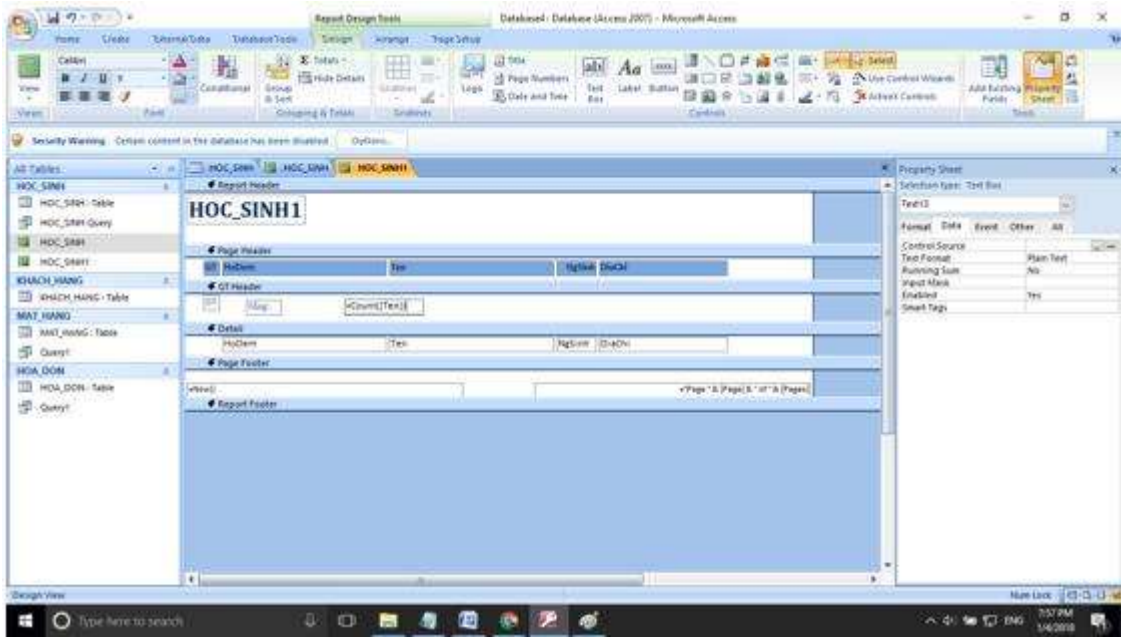 Report Design Tools
Database4 : Database (Access 2007) - Microsoft Access
Home Create External Data Database Tools Design Arrange Page Setup
View
Views
Calibri
Font
Conditional
Group & Sort
Totals
Hide Details
Grouping & Totals
Gridlines
Gridlines
Logo
Title
Page Numbers
Date and Time
Text Box
Label
Button
Controls
Select
Use Control Wizards
ActiveX Controls
Add Existing Fields
Property Sheet
Tools
Security Warning Certain content in the database has been disabled
Options...
All Tables
HOC_SINH
HOC_SINH : Table
HOC_SINH Query
HOC_SINH
HOC_SINH1
KHACH_HANG
KHACH_HANG : Table
MAT_HANG
MAT_HANG : Table
Query1
HOA_DON
HOA_DON : Table
Query1
HOC_SINH HOC_SINH HOC_SINH1
Report Header
HOC_SINH1
Page Header
GT HoDem Ten NgSinh DiaChi
GT Header
=Count([Ten])
Detail
HoDem Ten NgSinh DiaChi
Page Footer
=Now()
="Page " & [Page] & " of " & [Pages]
Report Footer
Property Sheet
Selection type: Text Box
Text13
Format Data Event Other All
Control Source
Text Format Plain Text
Running Sum No
Input Mask
Enabled Yes
Smart Tags
Design View
Num Lock
Type here to search
ENG
7:57 PM
1/4/2018